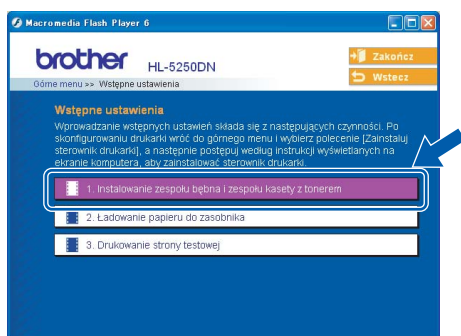 Macromedia Flash Player 6
brother HL-5250DN
Zakończ
Wstecz
Górne menu >> Wstępne ustawienia
Wstępne ustawienia
Wprowadzanie wstępnych ustawień składa się z następujących czynności. Po
skonfigurowaniu drukarki wróć do górnego menu i wybierz polecenie [Zainstaluj
sterownik drukarki], a następnie postępuj według instrukcji wyświetlanych na
ekranie komputera, aby zainstalować sterownik drukarki.
1. Instalowanie zespołu bębna i zespołu kasety z tonerem
2. Ładowanie papieru do zasobnika
3. Drukowanie strony testowej